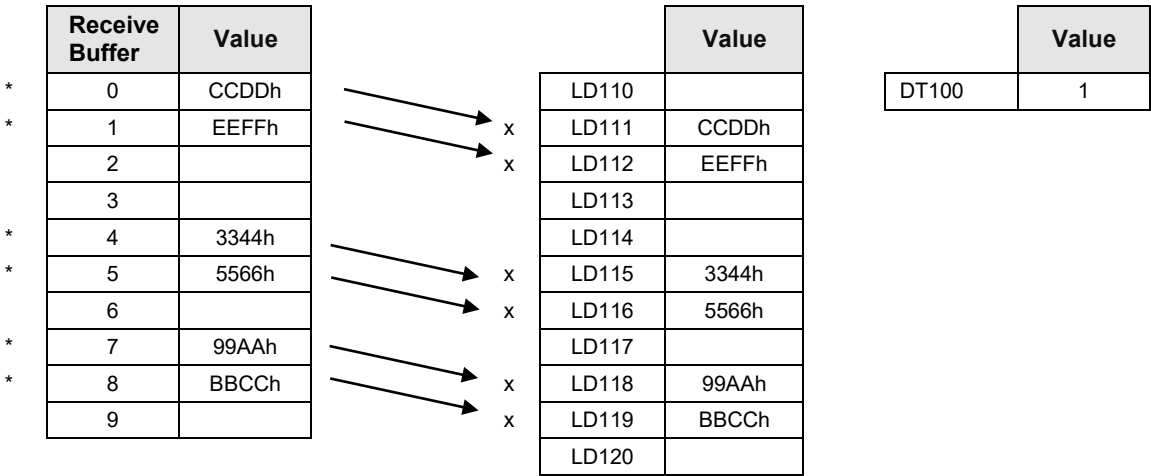 Receive Buffer Value Value Value
* 0 CCDDh LD110 DT100 1
* 1 EEFFh x LD111 CCDDh
2 x LD112 EEFFh
3 LD113
* 4 3344h LD114
* 5 5566h x LD115 3344h
6 x LD116 5566h
* 7 99AAh LD117
* 8 BBCCh x LD118 99AAh
9 x LD119 BBCCh
LD120